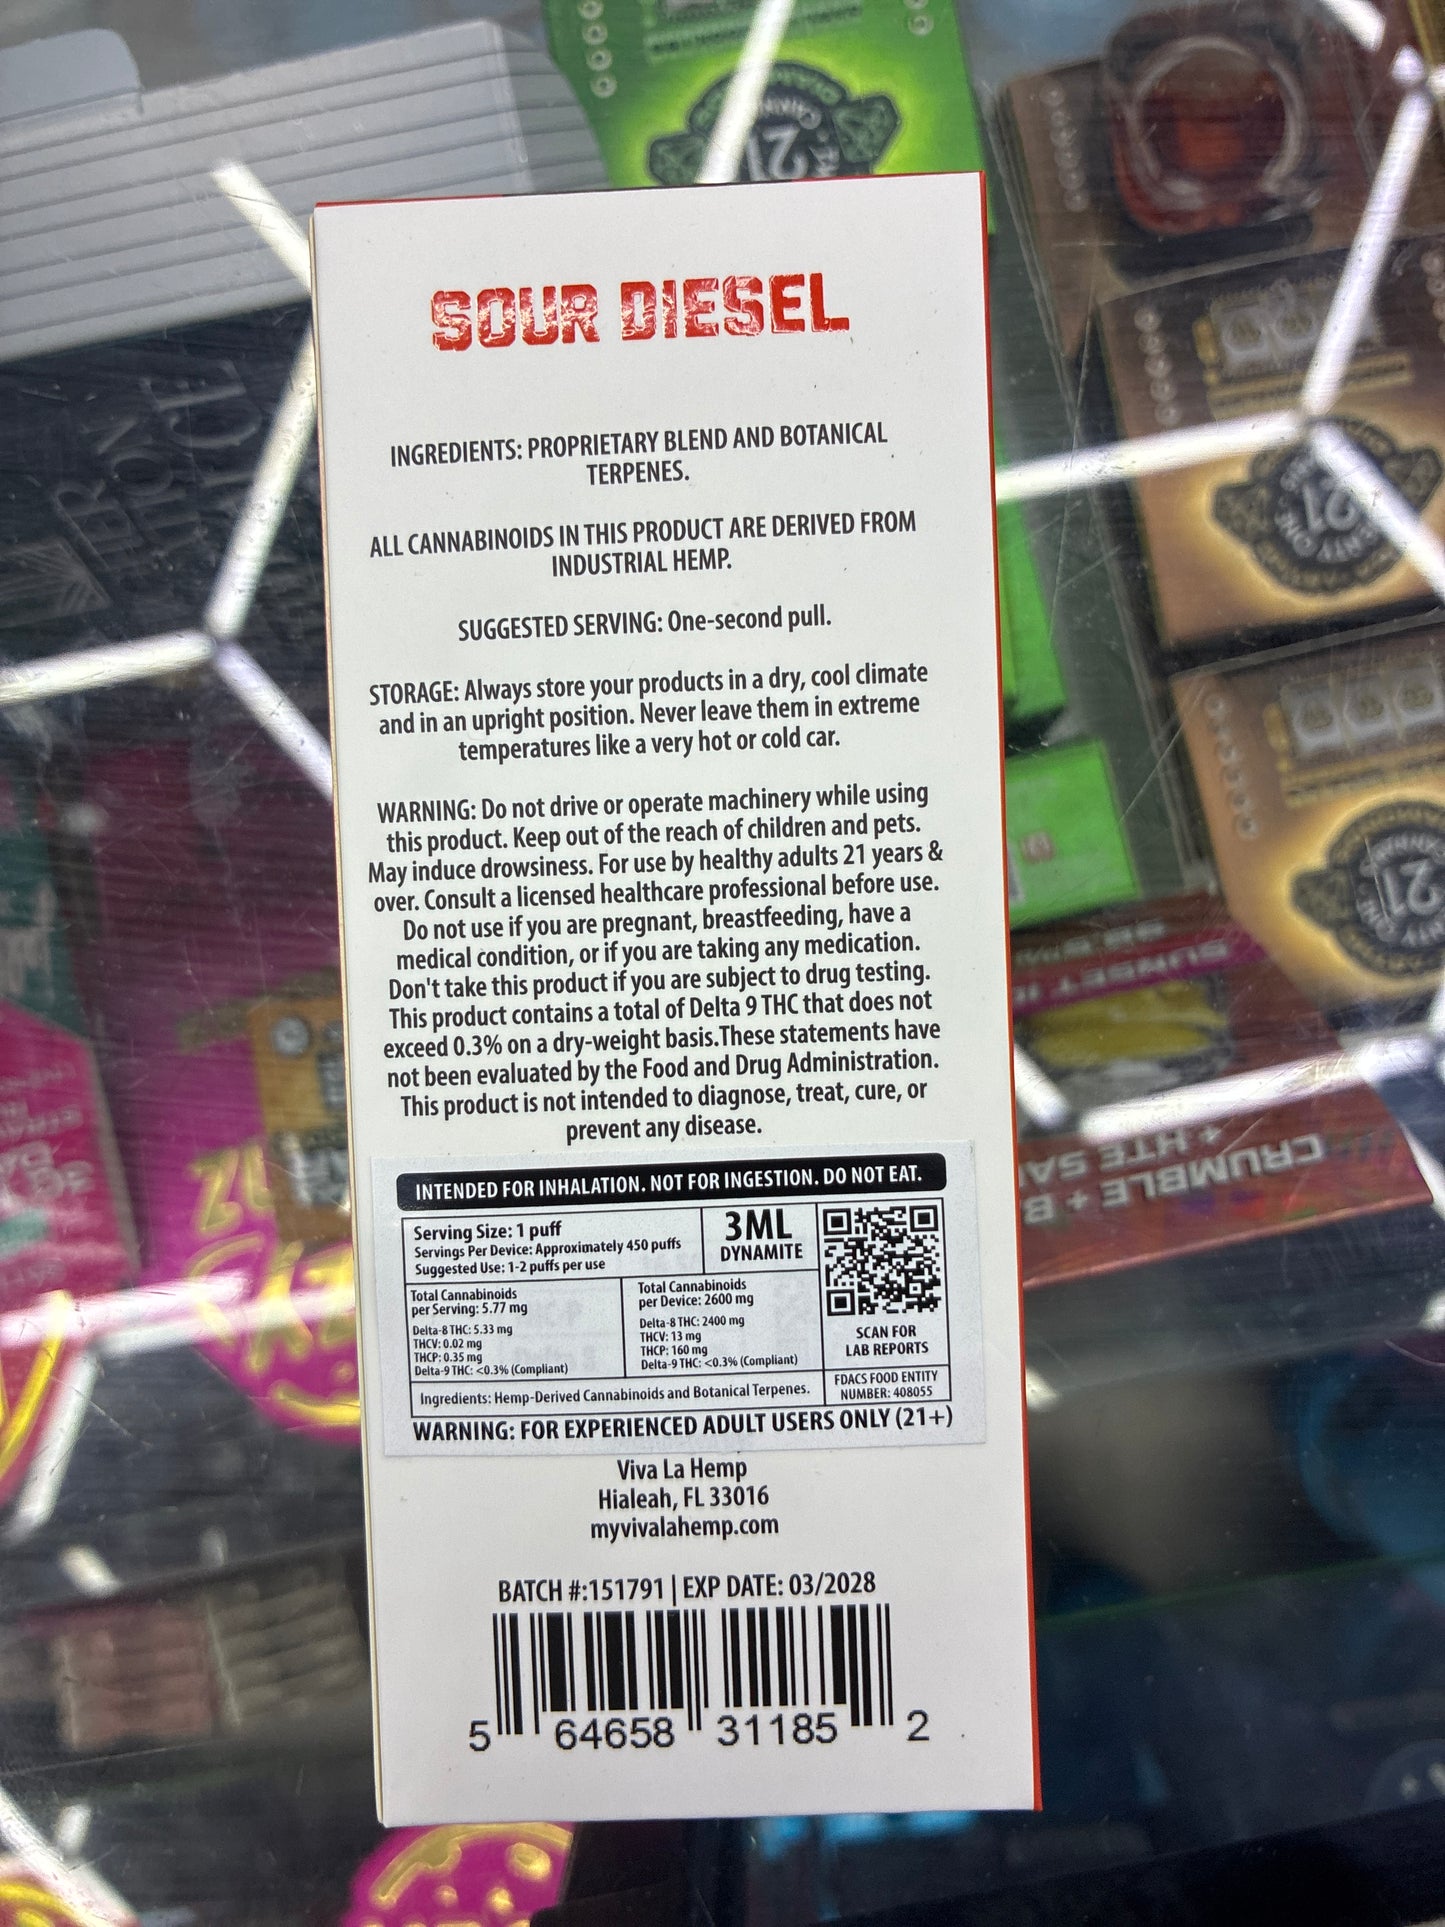 SOUR DIESEL
INGREDIENTS: PROPRIETARY BLEND AND BOTANICAL
TERPENES.
ALL CANNABINOIDS IN THIS PRODUCT ARE DERIVED FROM
INDUSTRIAL HEMP.
SUGGESTED SERVING: One-second pull.
STORAGE: Always store your products in a dry, cool climate
and in an upright position. Never leave them in extreme
temperatures like a very hot or cold car.
WARNING: Do not drive or operate machinery while using
this product. Keep out of the reach of children and pets.
May induce drowsiness. For use by healthy adults 21 years &
over. Consult a licensed healthcare professional before use.
Do not use if you are pregnant, breastfeeding, have a
medical condition, or if you are taking any medication.
Don't take this product if you are subject to drug testing.
This product contains a total of Delta 9 THC that does not
exceed 0.3% on a dry-weight basis.These statements have
not been evaluated by the Food and Drug Administration.
This product is not intended to diagnose, treat, cure, or
prevent any disease.
INTENDED FOR INHALATION. NOT FOR INGESTION. DO NOT EAT.
Serving Size: 1 puff
Servings Per Device: Approximately 450 puffs
Suggested Use: 1-2 puffs per use
3ML
DYNAMITE
Total Cannabinoids
per Serving: 5.77 mg
Delta-8 THC: 5.33 mg
THCV: 0.02 mg
THCP: 0.35 mg
Delta-9 THC: <0.3% (Compliant)
Total Cannabinoids
per Device: 2600 mg
Delta-8 THC: 2400 mg
THCV: 13 mg
THCP: 160 mg
Delta-9 THC: <0.3% (Compliant)
SCAN FOR
LAB REPORTS
Ingredients: Hemp-Derived Cannabinoids and Botanical Terpenes.
FDACS FOOD ENTITY
NUMBER: 408055
WARNING: FOR EXPERIENCED ADULT USERS ONLY (21+)
Viva La Hemp
Hialeah, FL 33016
myvivalahemp.com
BATCH #:151791 | EXP DATE: 03/2028
5 64658 31185 2
21
21
21
SUNSET
CRUMBLE + B
+ HTE SA